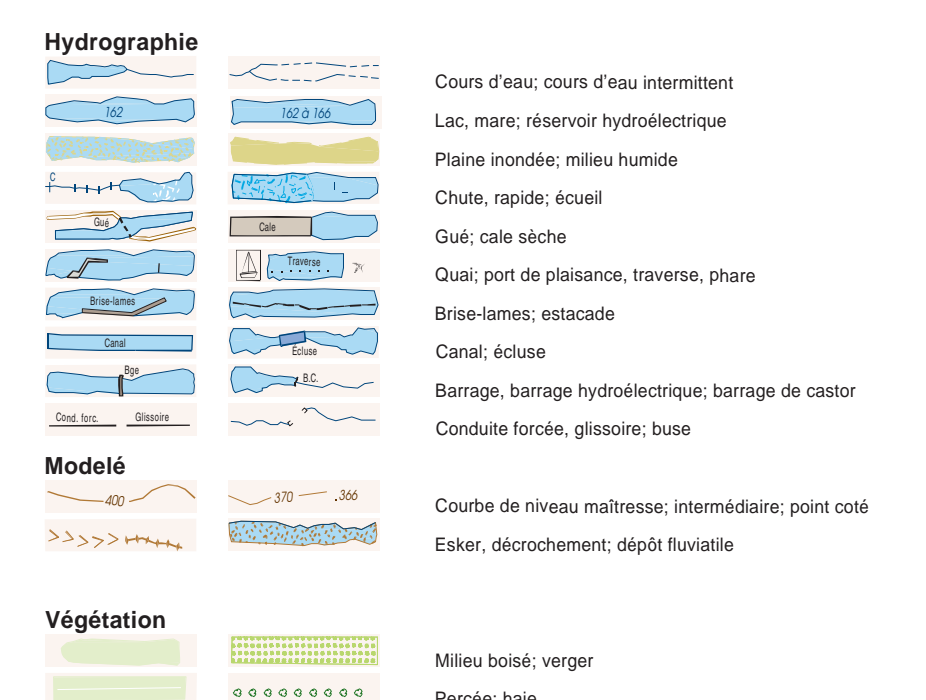 Hydrographie
Cours d'eau; cours d'eau intermittent
162 162 à 166 Lac, mare; réservoir hydroélectrique
Plaine inondée; milieu humide
C Chute, rapide; écueil
Gué Cale Gué; cale sèche
Traverse Quai; port de plaisance, traverse, phare
Brise-lames Brise-lames; estacade
Canal Écluse Canal; écluse
Bge B.C. Barrage, barrage hydroélectrique; barrage de castor
Cond. forc. Glissoire Conduite forcée, glissoire; buse
Modelé
400 370 .366 Courbe de niveau maîtresse; intermédiaire; point coté
Esker, décrochement; dépôt fluviatile
Végétation
Milieu boisé; verger
Percée; haie